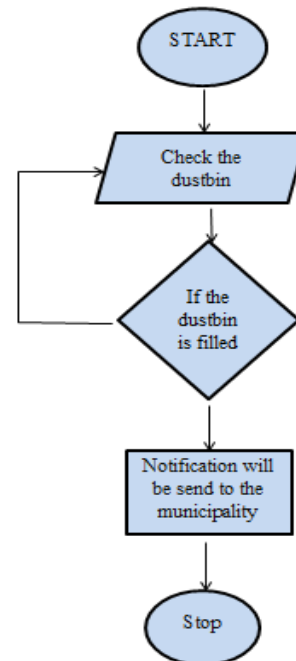 START
Check the
dustbin
If the
dustbin
is filled
Notification will
be send to the
municipality
Stop